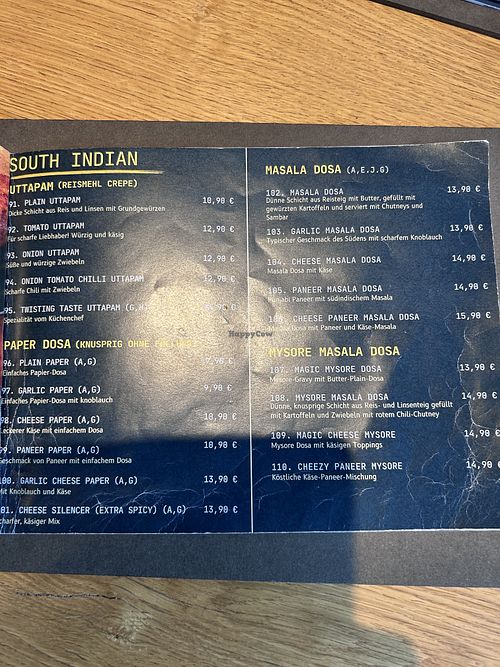 SOUTH INDIAN
UTTAPAM (REISMEHL CREPE)
91. PLAIN UTTAPAM 10,90 €
Dicke Schicht aus Reis und Linsen mit Grundgewürzen
92. TOMATO UTTAPAM 12,90 €
Für scharfe Liebhaber! Würzig und käsig
93. ONION UTTAPAM 12,90 €
Süße und würzige Zwiebeln
94. ONION TOMATO CHILLI UTTAPAM 12,90 €
Scharfe Chili mit Zwiebeln
95. TWISTING TASTE UTTAPAM (G,H) €
Spezialität vom Küchenchef
PAPER DOSA (KNUSPRIG OHNE
96. PLAIN PAPER (A,G) 7,90 €
Einfaches Papier-Dosa
97. GARLIC PAPER (A,G) 9,90 €
Einfaches Papier-Dosa mit knoblauch
98. CHEESE PAPER (A,G) 10,90 €
Leckerer Käse mit einfachem Dosa
99. PANEER PAPER (A,G) 10,90 €
Geschmack von Paneer mit einfachem Dosa
100. GARLIC CHEESE PAPER (A,G) 13,90 €
Mit Knoblauch und Käse
101. CHEESE SILENCER (EXTRA SPICY) (A,G) 13,90 €
Scharfer, käsiger Mix
MASALA DOSA (A,E,J,G)
102. MASALA DOSA 13,90 €
Dünne Schicht aus Reisteig mit Butter, gefüllt mit
gewürzten Kartoffeln und serviert mit Chutneys und
Sambar
103. GARLIC MASALA DOSA 13,90 €
Typischer Geschmack des Südens mit scharfem Knoblauch
104. CHEESE MASALA DOSA 14,90 €
Masala Dosa mit Käse
105. PANEER MASALA DOSA 14,90 €
Punjabi Paneer mit südindischem Masala
106. CHEESE PANEER MASALA DOSA 15,90 €
Masala Dosa mit Paneer und Käse-Masala
MYSORE MASALA DOSA
107. MAGIC MYSORE DOSA 13,90 €
Mysore-Gravy mit Butter-Plain-Dosa
108. MYSORE MASALA DOSA 14,90 €
Dünne, knusprige Schicht aus Reis- und Linsenteig gefüllt
mit Kartoffeln und Zwiebeln mit rotem Chili-Chutney
109. MAGIC CHEESE MYSORE 14,90 €
Mysore Dosa mit käsigen Toppings
110. CHEEZY PANEER MYSORE 14,90 €
Köstliche Käse-Paneer-Mischung
HappyCow